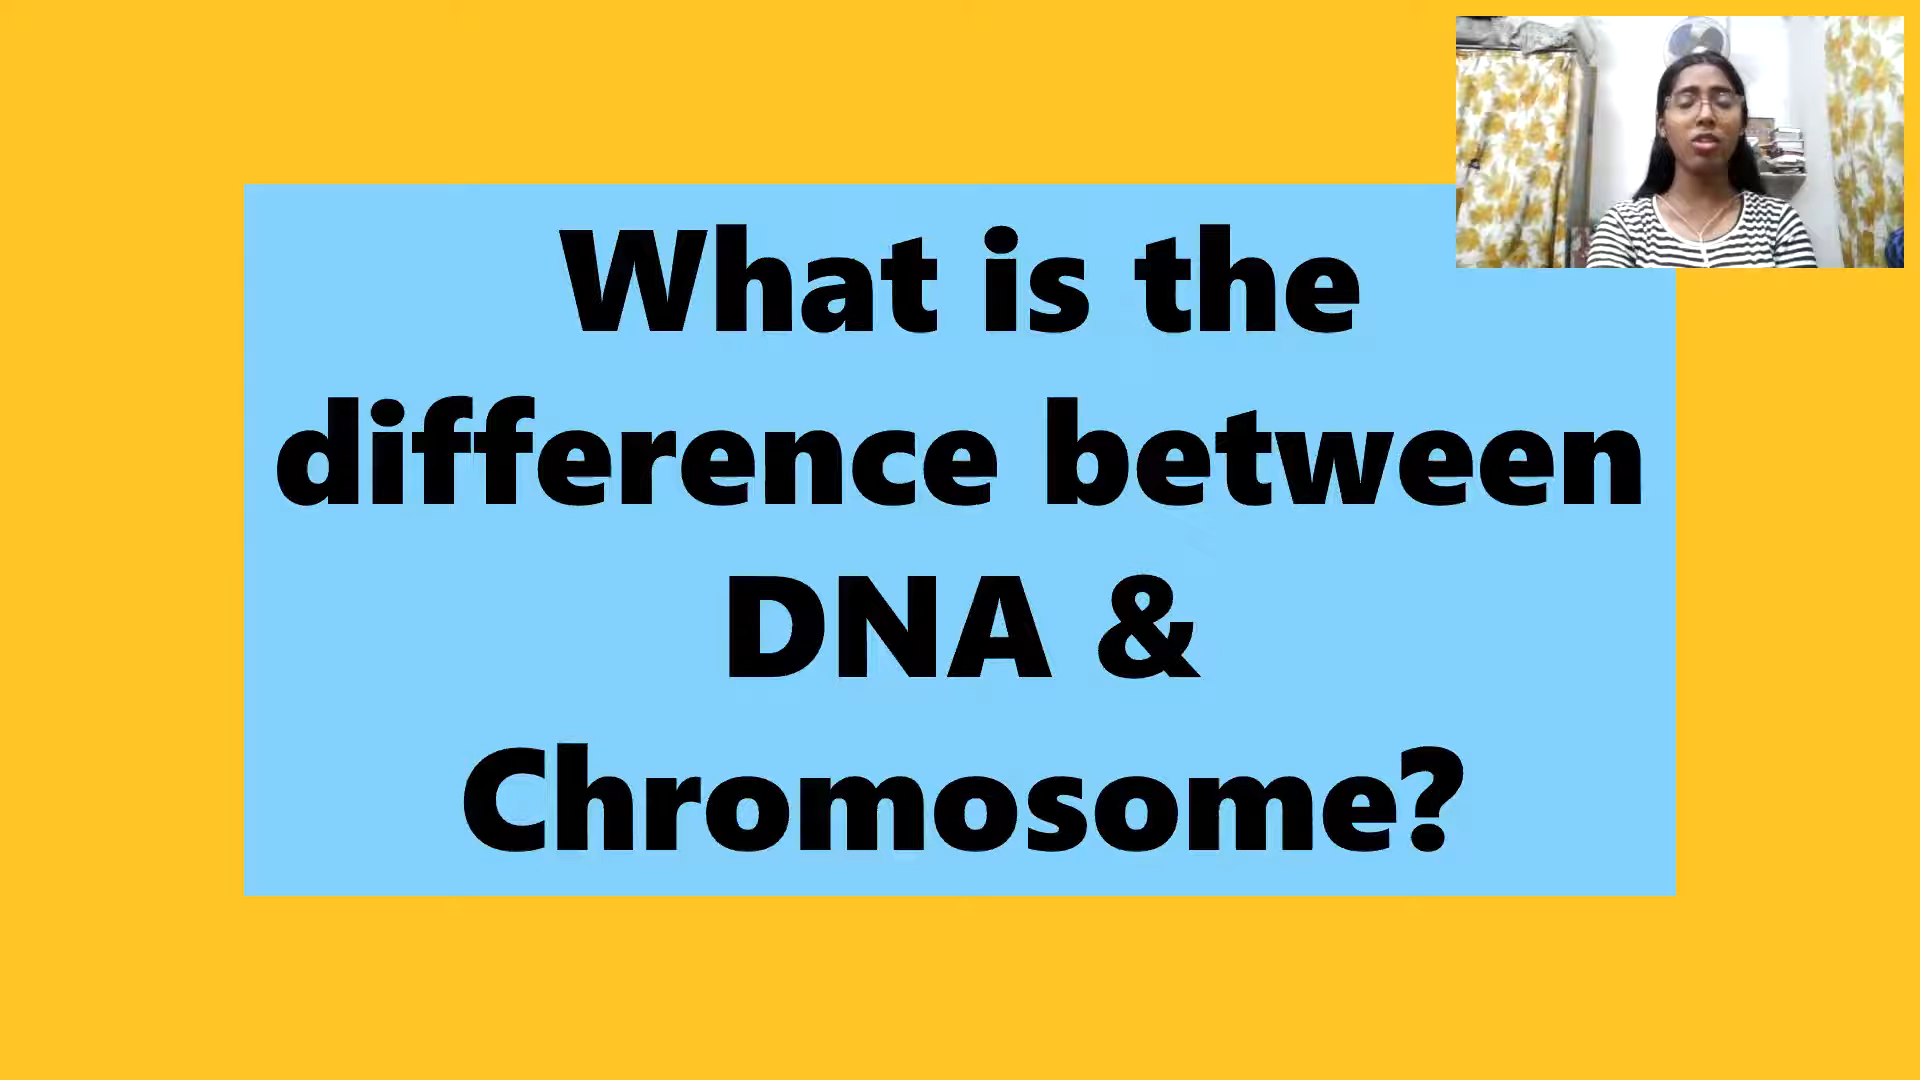 What is the
difference between
DNA &
Chromosome?